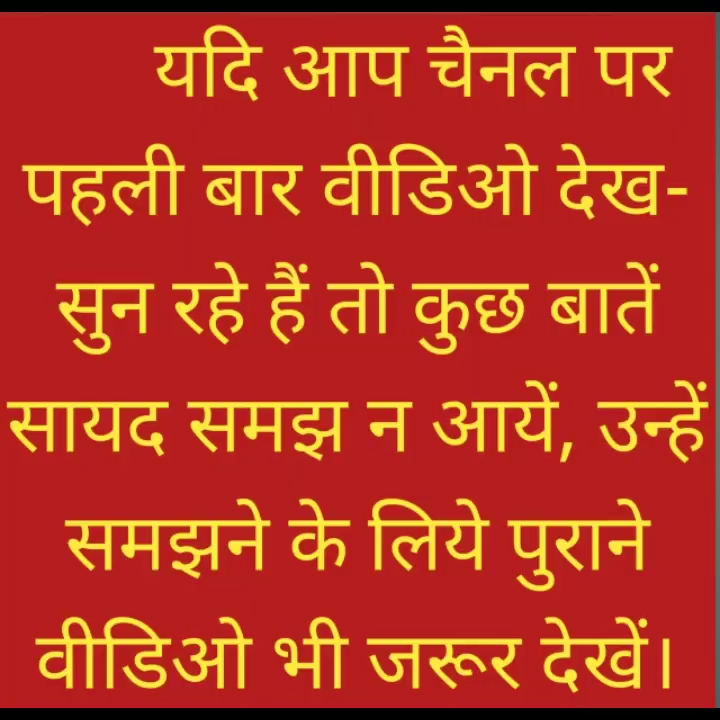 यदि आप चैनल पर
पहली बार वीडिओ देख-
सुन रहे हैं तो कुछ बातें
सायद समझ न आयें, उन्हें
समझने के लिये पुराने
वीडिओ भी जरूर देखें।